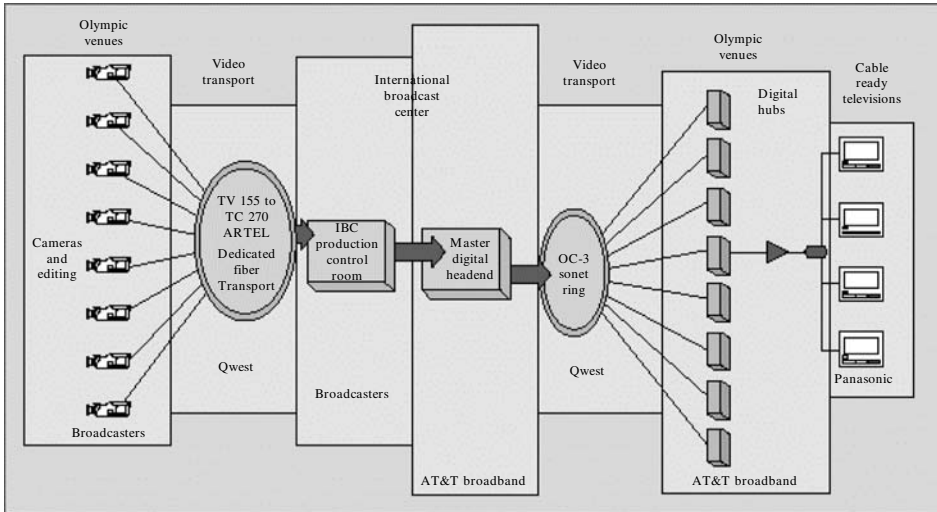 Olympic
venues
Cameras
and
editing
Broadcasters
Video
transport
TV 155 to
TC 270
ARTEL
Dedicated
fiber
Transport
Qwest
International
broadcast
center
IBC
production
control
room
Broadcasters
Master
digital
headend
AT&T broadband
Video
transport
OC-3
sonet
ring
Qwest
Olympic
venues
Digital
hubs
AT&T broadband
Cable
ready
televisions
Panasonic